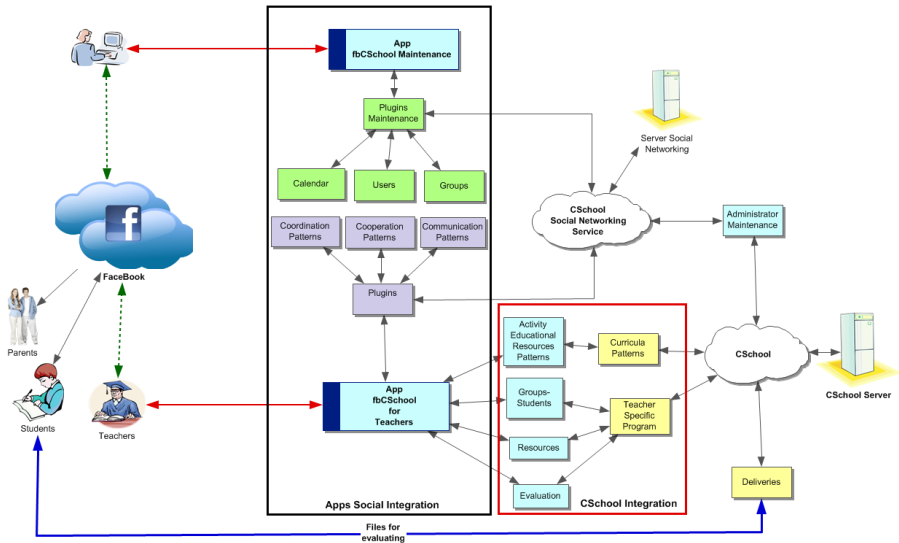 App
fbCSchool Maintenance
Plugins
Maintenance
Calendar
Users
Groups
Server Social
Networking
CSchool
Social Networking
Service
Administrator
Maintenance
Coordination
Patterns
Cooperation
Patterns
Communication
Patterns
Plugins
f
FaceBook
Parents
Students
Teachers
Activity
Educational
Resources
Patterns
Curricula
Patterns
CSchool
CSchool Server
App
fbCSchool
for
Teachers
Groups-
Students
Teacher
Specific
Program
Resources
Evaluation
Deliveries
Apps Social Integration
CSchool Integration
Files for
evaluating